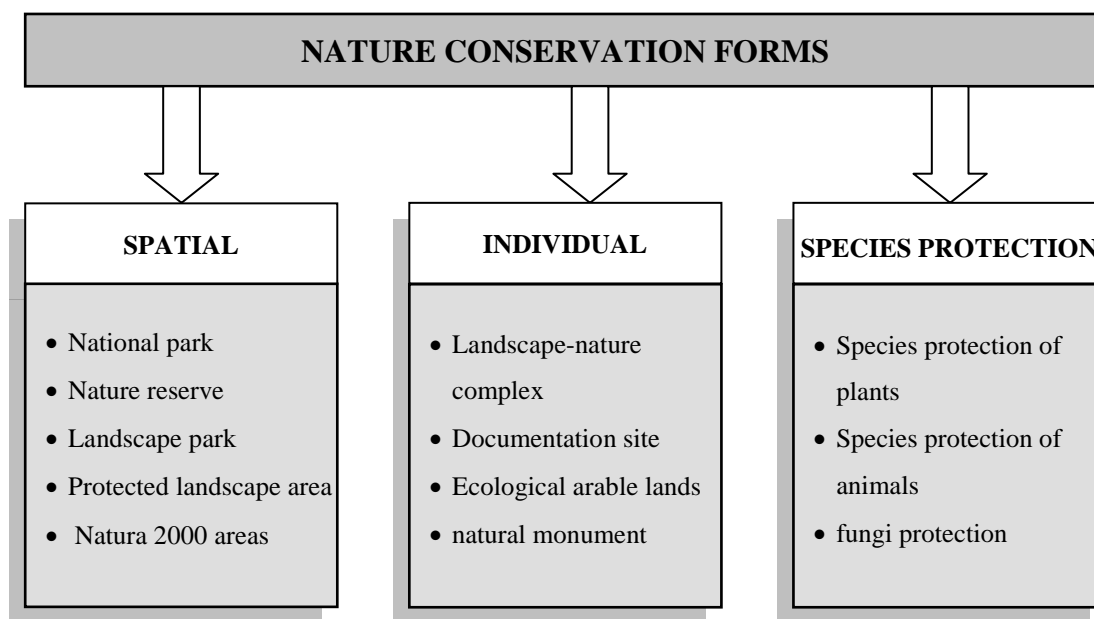 NATURE CONSERVATION FORMS
SPATIAL
• National park
• Nature reserve
• Landscape park
• Protected landscape area
• Natura 2000 areas
INDIVIDUAL
• Landscape-nature
complex
• Documentation site
• Ecological arable lands
• natural monument
SPECIES PROTECTION
• Species protection of
plants
• Species protection of
animals
• fungi protection